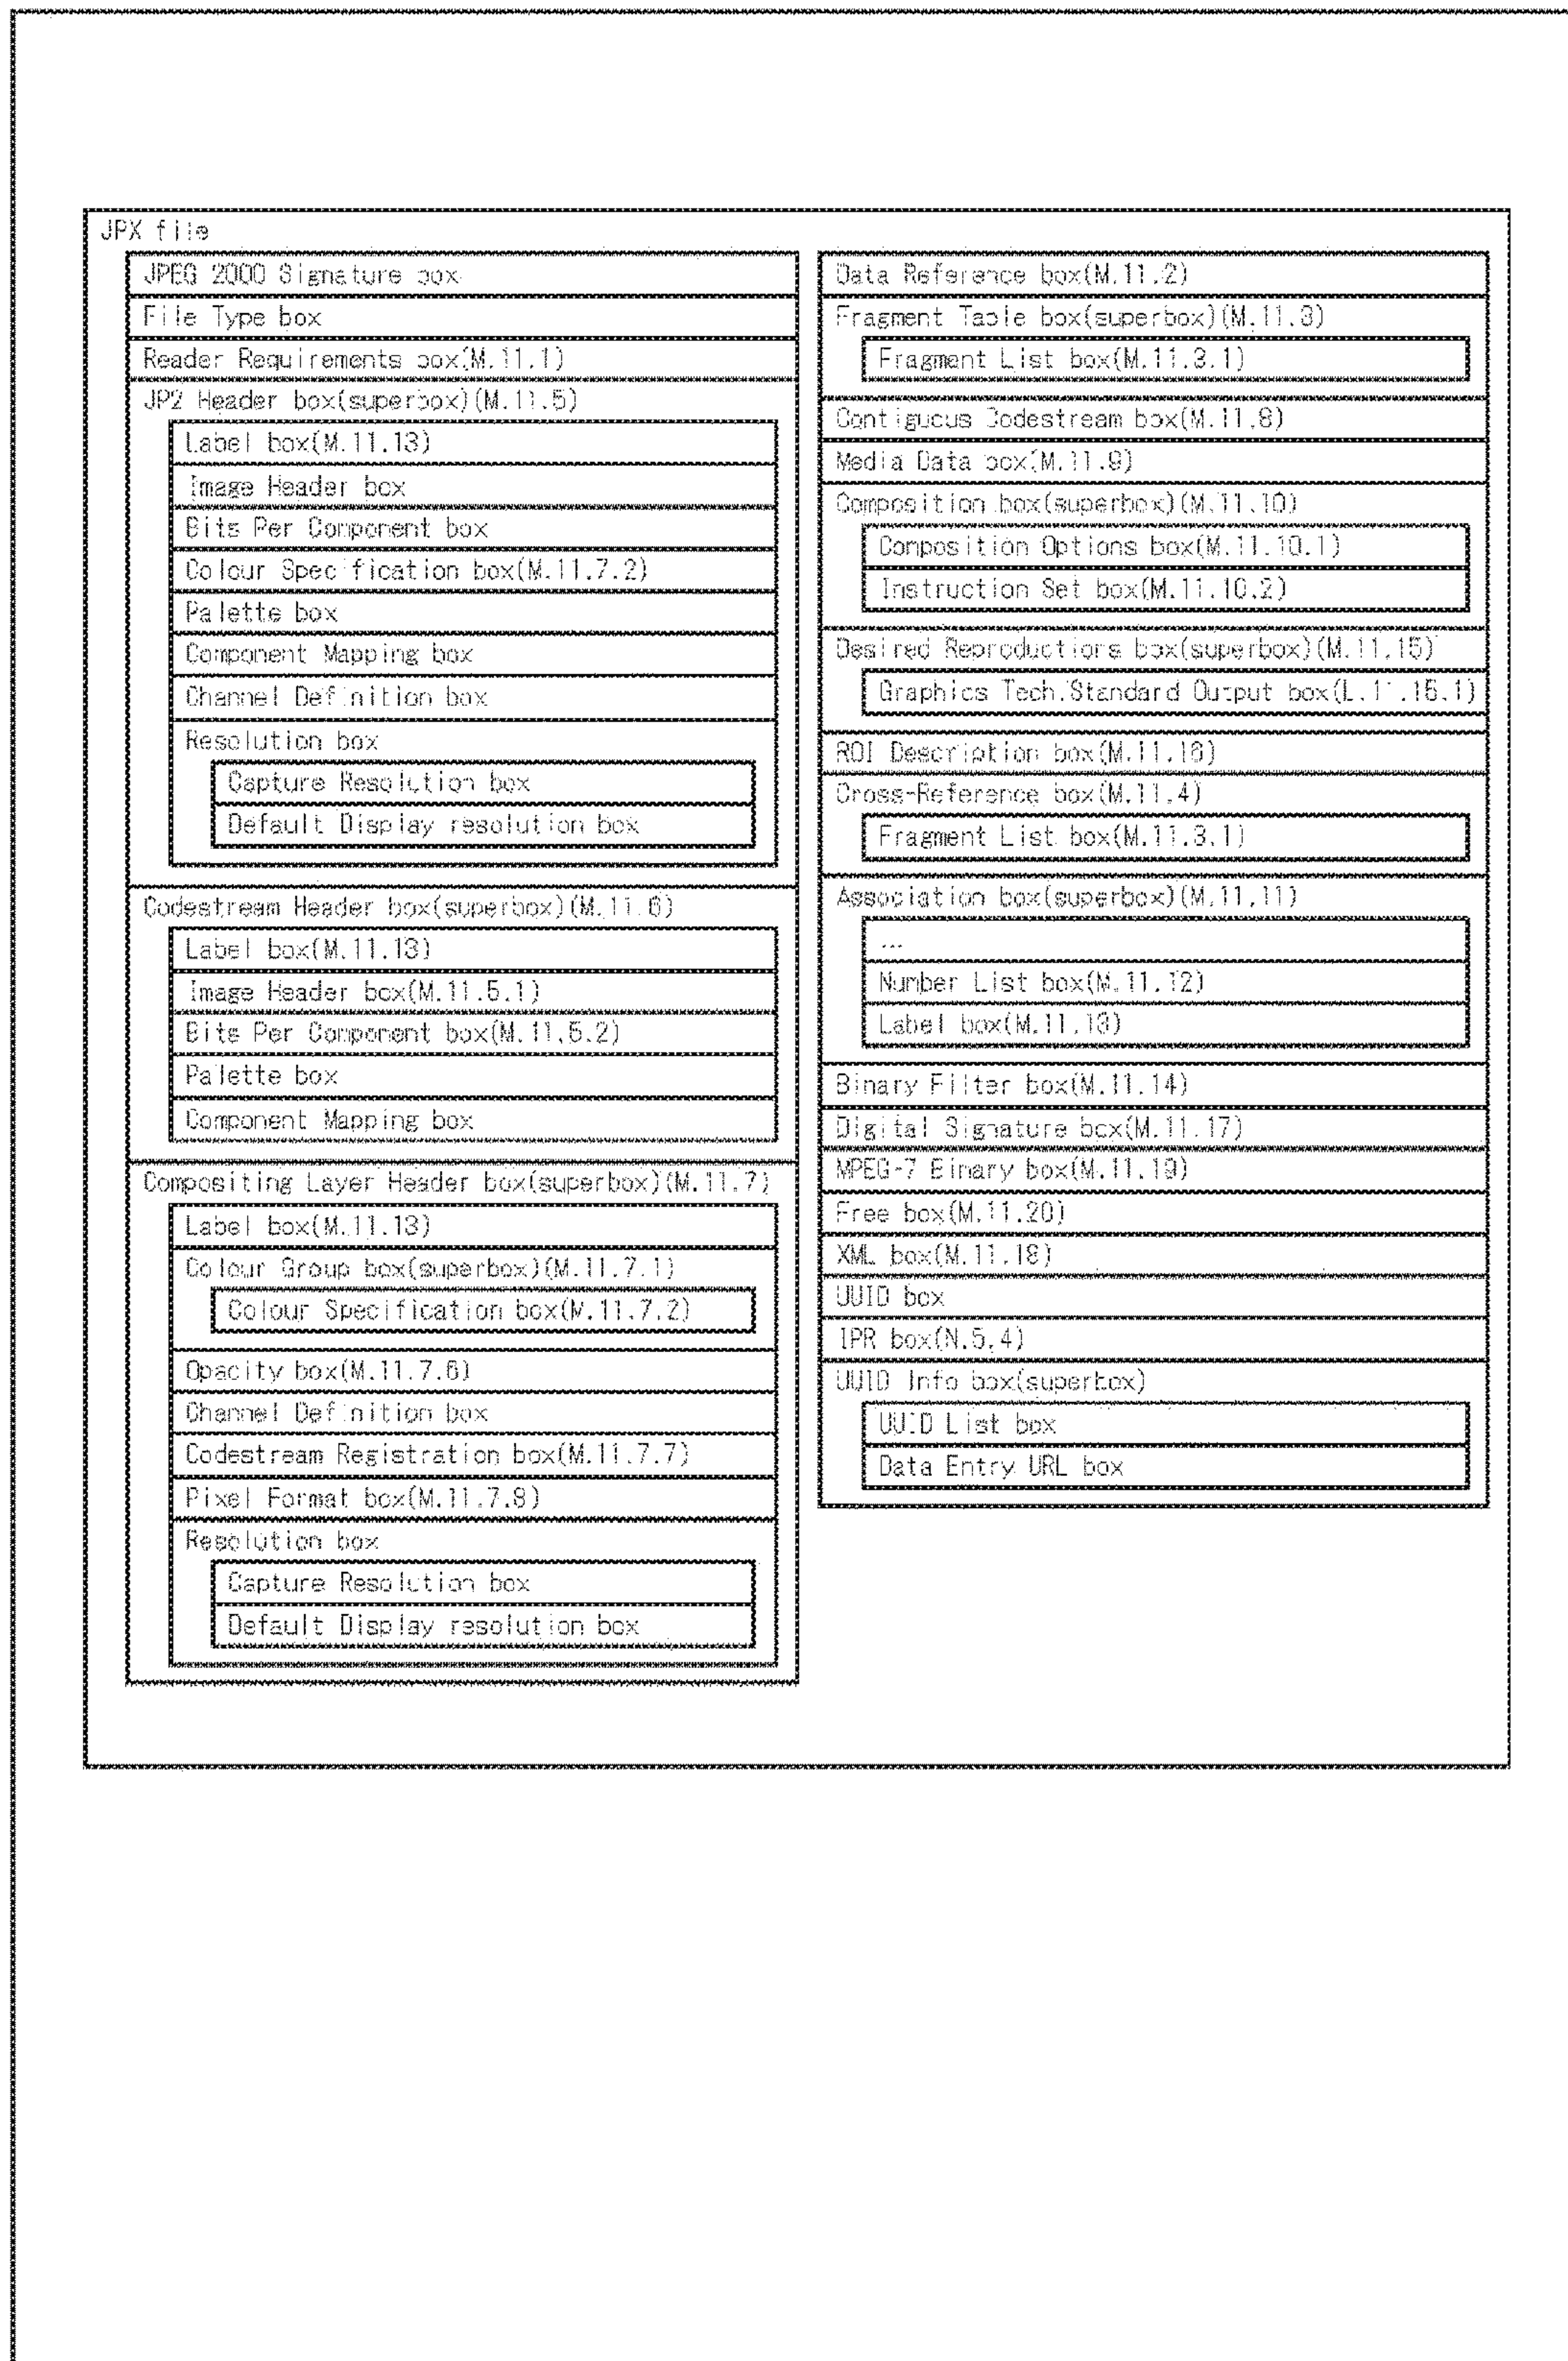 JPX file
JPEG 2000 Signature box
File Type box
Reader Requirements box(M.11.1)
JP2 Header box(superbox)(M.11.5)
Label box(M.11.13)
Image Header box
Bits Per Component box
Colour Specification box(M.11.7.2)
Palette box
Component Mapping box
Channel Definition box
Resolution box
Capture Resolution box
Default Display resolution box
Codestream Header box(superbox)(M.11.6)
Label box(M.11.13)
Image Header box(M.11.5.1)
Bits Per Component box(M.11.5.2)
Palette box
Component Mapping box
Compositing Layer Header box(superbox)(M.11.7)
Label box(M.11.13)
Colour Group box(superbox)(M.11.7.1)
Colour Specification box(M.11.7.2)
Opacity box(M.11.7.6)
Channel Definition box
Codestream Registration box(M.11.7.7)
Pixel Format box(M.11.7.8)
Resolution box
Capture Resolution box
Default Display resolution box
Data Reference box(M.11.2)
Fragment Table box(superbox)(M.11.3)
Fragment List box(M.11.3.1)
Contiguous Codestream box(M.11.8)
Media Data box(M.11.9)
Composition box(superbox)(M.11.10)
Composition Options box(M.11.10.1)
Instruction Set box(M.11.10.2)
Desired Reproductions box(superbox)(M.11.15)
Graphics Tech.Standard Output box(L.11.15.1)
ROI Description box(M.11.16)
Cross-Reference box(M.11.4)
Fragment List box(M.11.3.1)
Association box(superbox)(M.11.11)
...
Number List box(M.11.12)
Label box(M.11.13)
Binary Filter box(M.11.14)
Digital Signature box(M.11.17)
MPEG-7 Binary box(M.11.19)
Free box(M.11.20)
XML box(M.11.18)
UUID box
IPR box(N.5.4)
UUID Info box(superbox)
UUID List box
Data Entry URL box